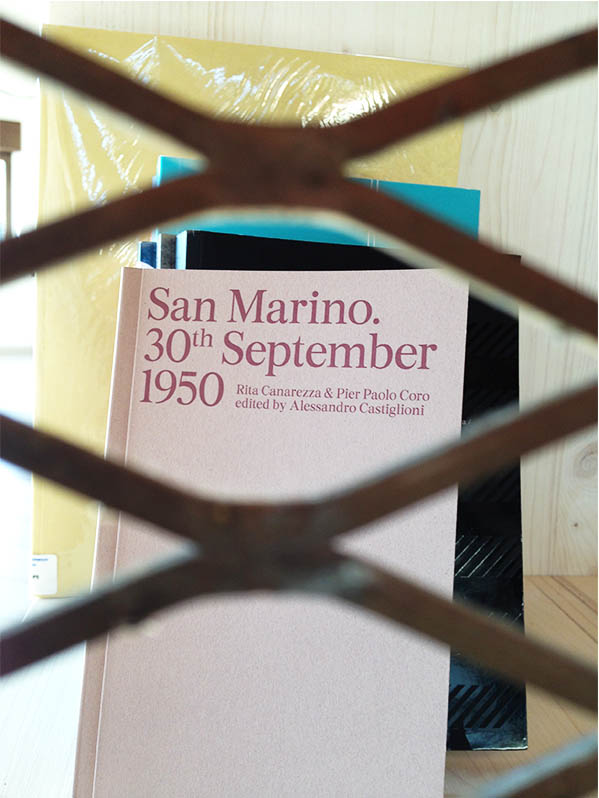 San Marino.
30th September
1950
Rita Canarezza & Pier Paolo Coro
edited by Alessandro Castiglioni